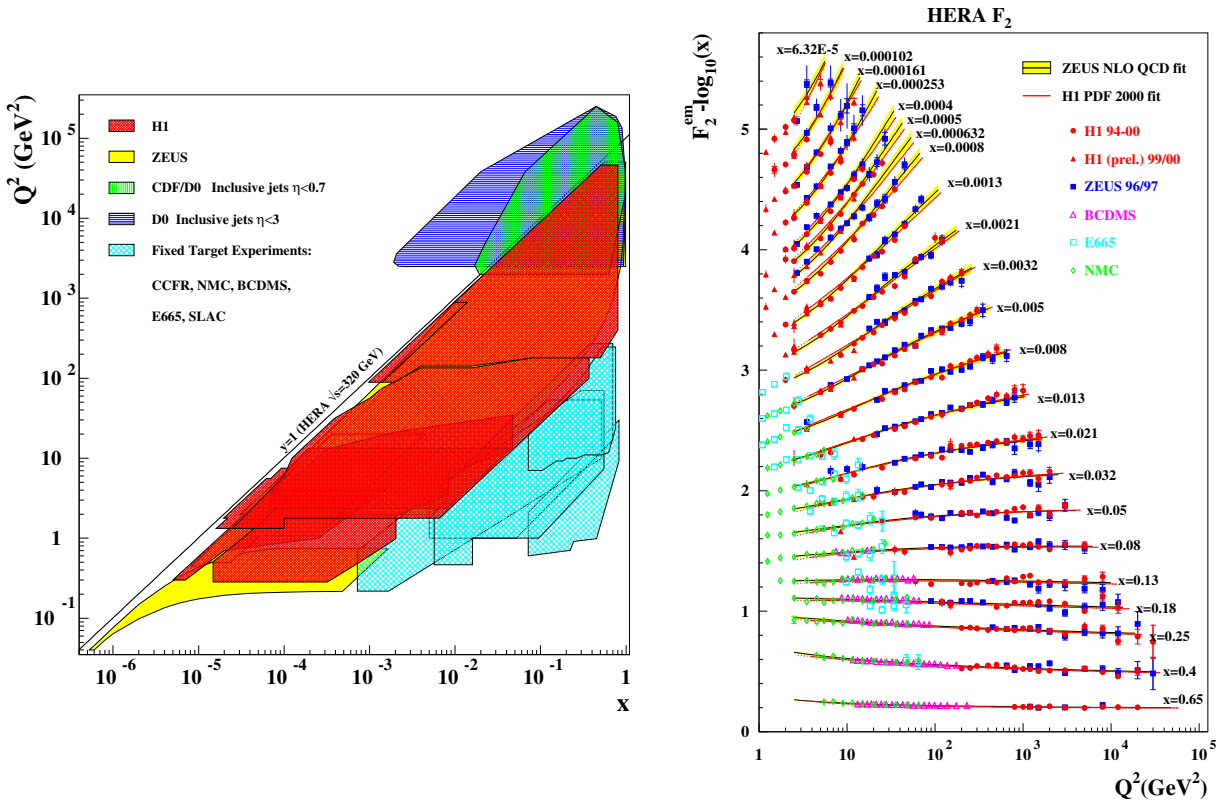 Q² (GeV²)
10⁵
10⁴
10³
10²
10
1
10⁻¹
H1
ZEUS
CDF/D0 Inclusive jets η<0.7
D0 Inclusive jets η<3
Fixed Target Experiments:
CCFR, NMC, BCDMS,
E665, SLAC
y=1 (HERA √s=320 GeV)
10⁻⁶
10⁻⁵
10⁻⁴
10⁻³
10⁻²
10⁻¹
1
x
HERA F₂
F₂ᵉᵐ-log₁₀(x)
5
4
3
2
1
0
x=6.32E-5
x=0.000102
x=0.000161
x=0.000253
x=0.0004
x=0.0005
x=0.000632
x=0.0008
x=0.0013
x=0.0021
x=0.0032
x=0.005
x=0.008
x=0.013
x=0.021
x=0.032
x=0.05
x=0.08
x=0.13
x=0.18
x=0.25
x=0.4
x=0.65
ZEUS NLO QCD fit
H1 PDF 2000 fit
H1 94-00
H1 (prel.) 99/00
ZEUS 96/97
BCDMS
E665
NMC
1
10
10²
10³
10⁴
10⁵
Q²(GeV²)